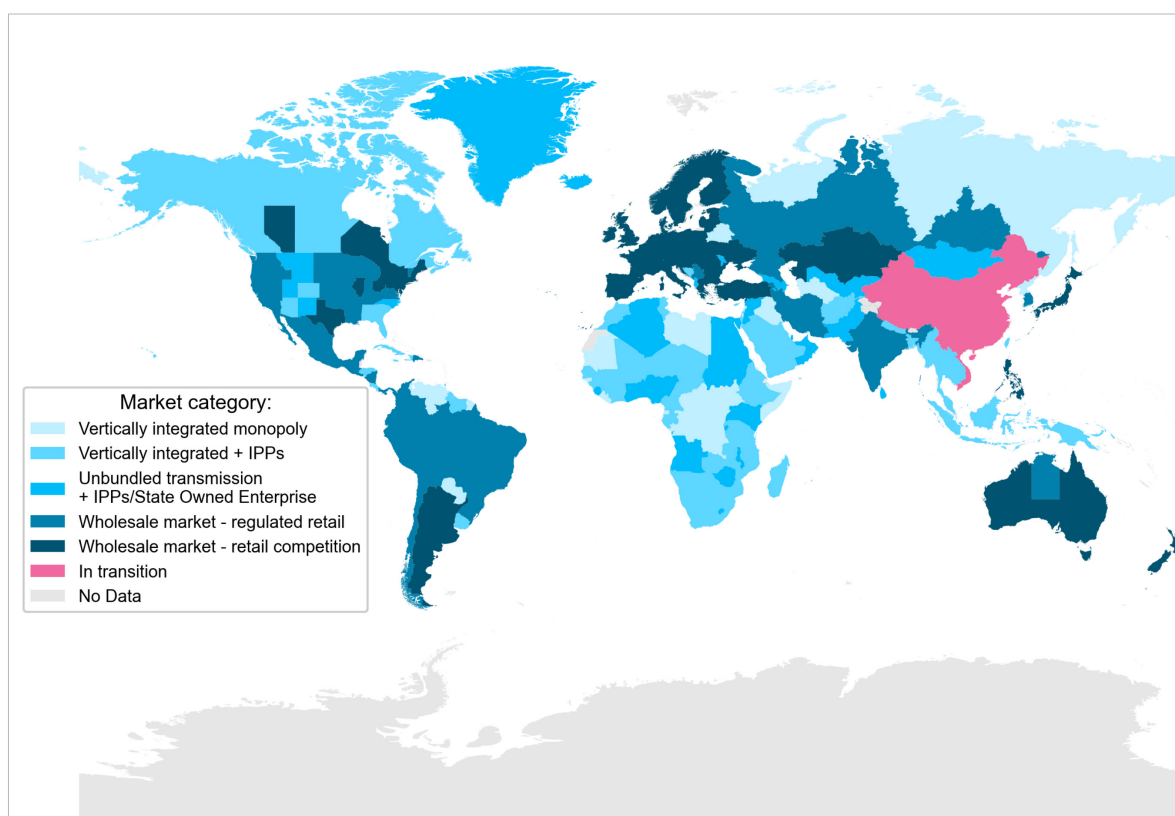 Market category:
Vertically integrated monopoly
Vertically integrated + IPPs
Unbundled transmission
+ IPPs/State Owned Enterprise
Wholesale market - regulated retail
Wholesale market - retail competition
In transition
No Data